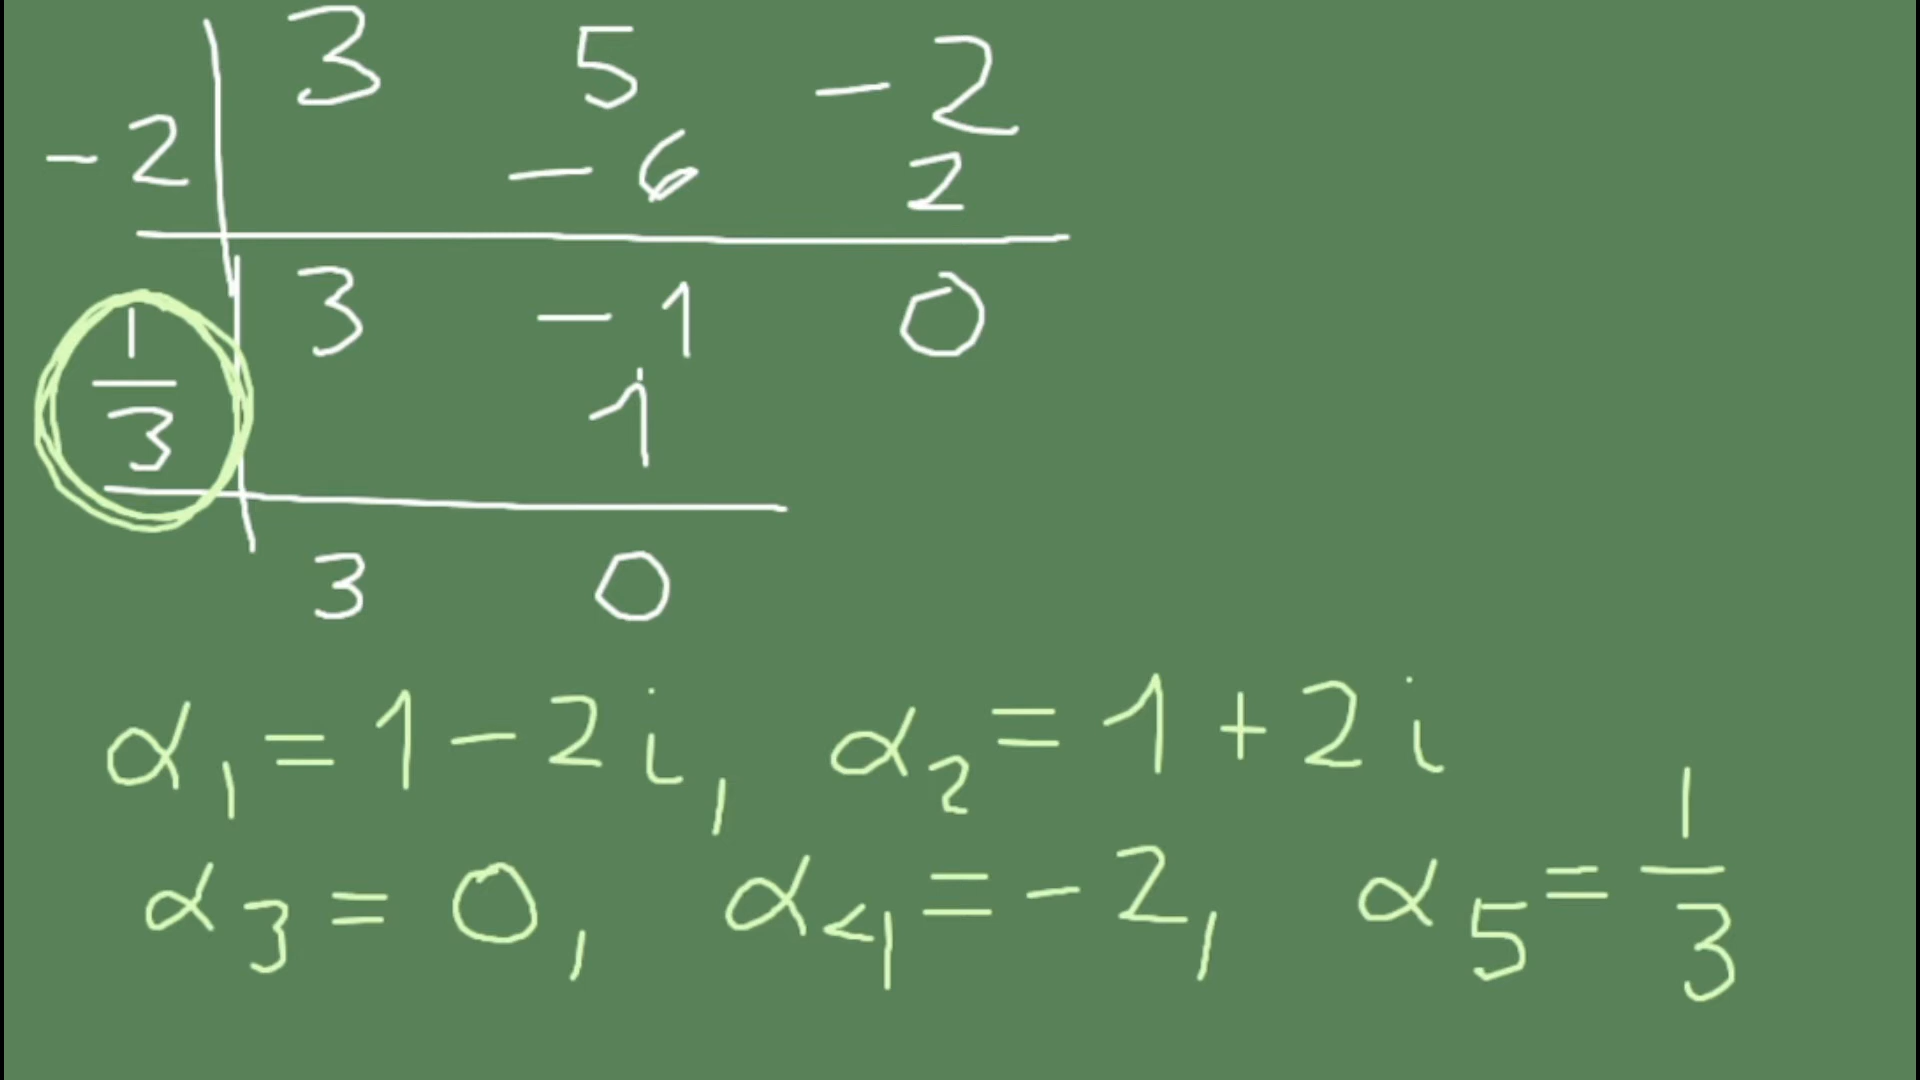 3 5 -2
-2 -6 2
3 -1 0
1/3 1
3 0
α₁ = 1 - 2i, α₂ = 1 + 2i
α₃ = 0, α₄ = -2, α₅ = 1/3